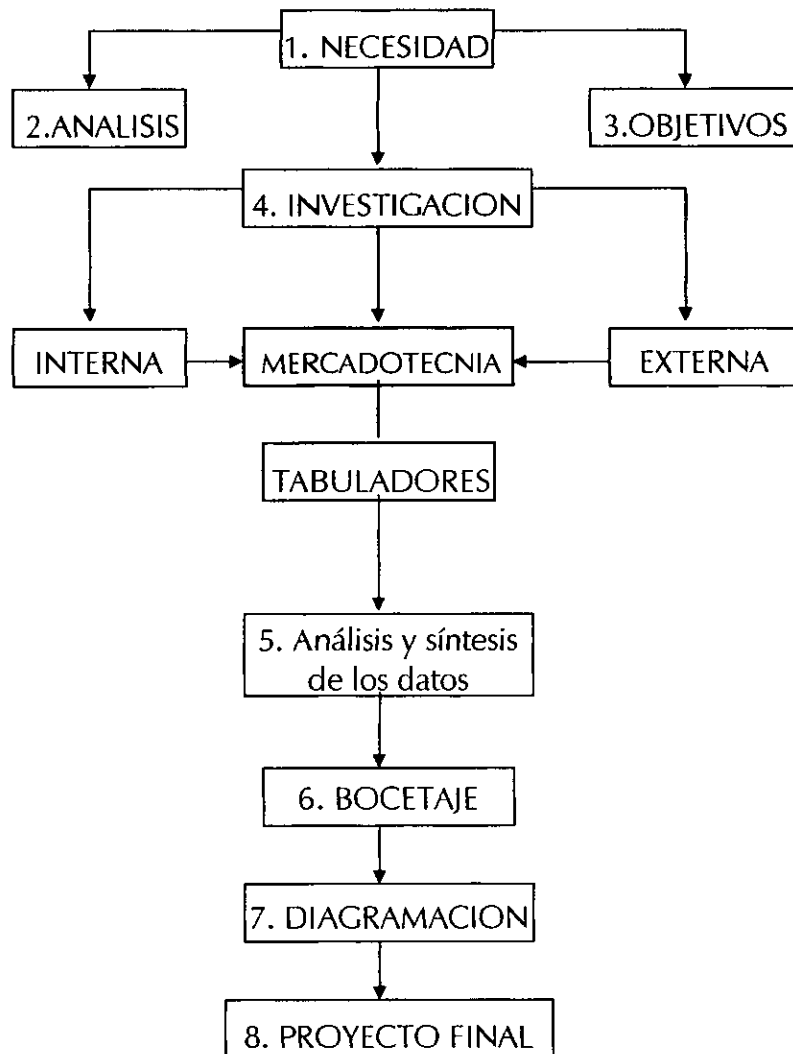 1. NECESIDAD
2.ANALISIS
3.OBJETIVOS
4. INVESTIGACION
INTERNA
MERCADOTECNIA
EXTERNA
TABULADORES
5. Análisis y síntesis
de los datos
6. BOCETAJE
7. DIAGRAMACION
8. PROYECTO FINAL